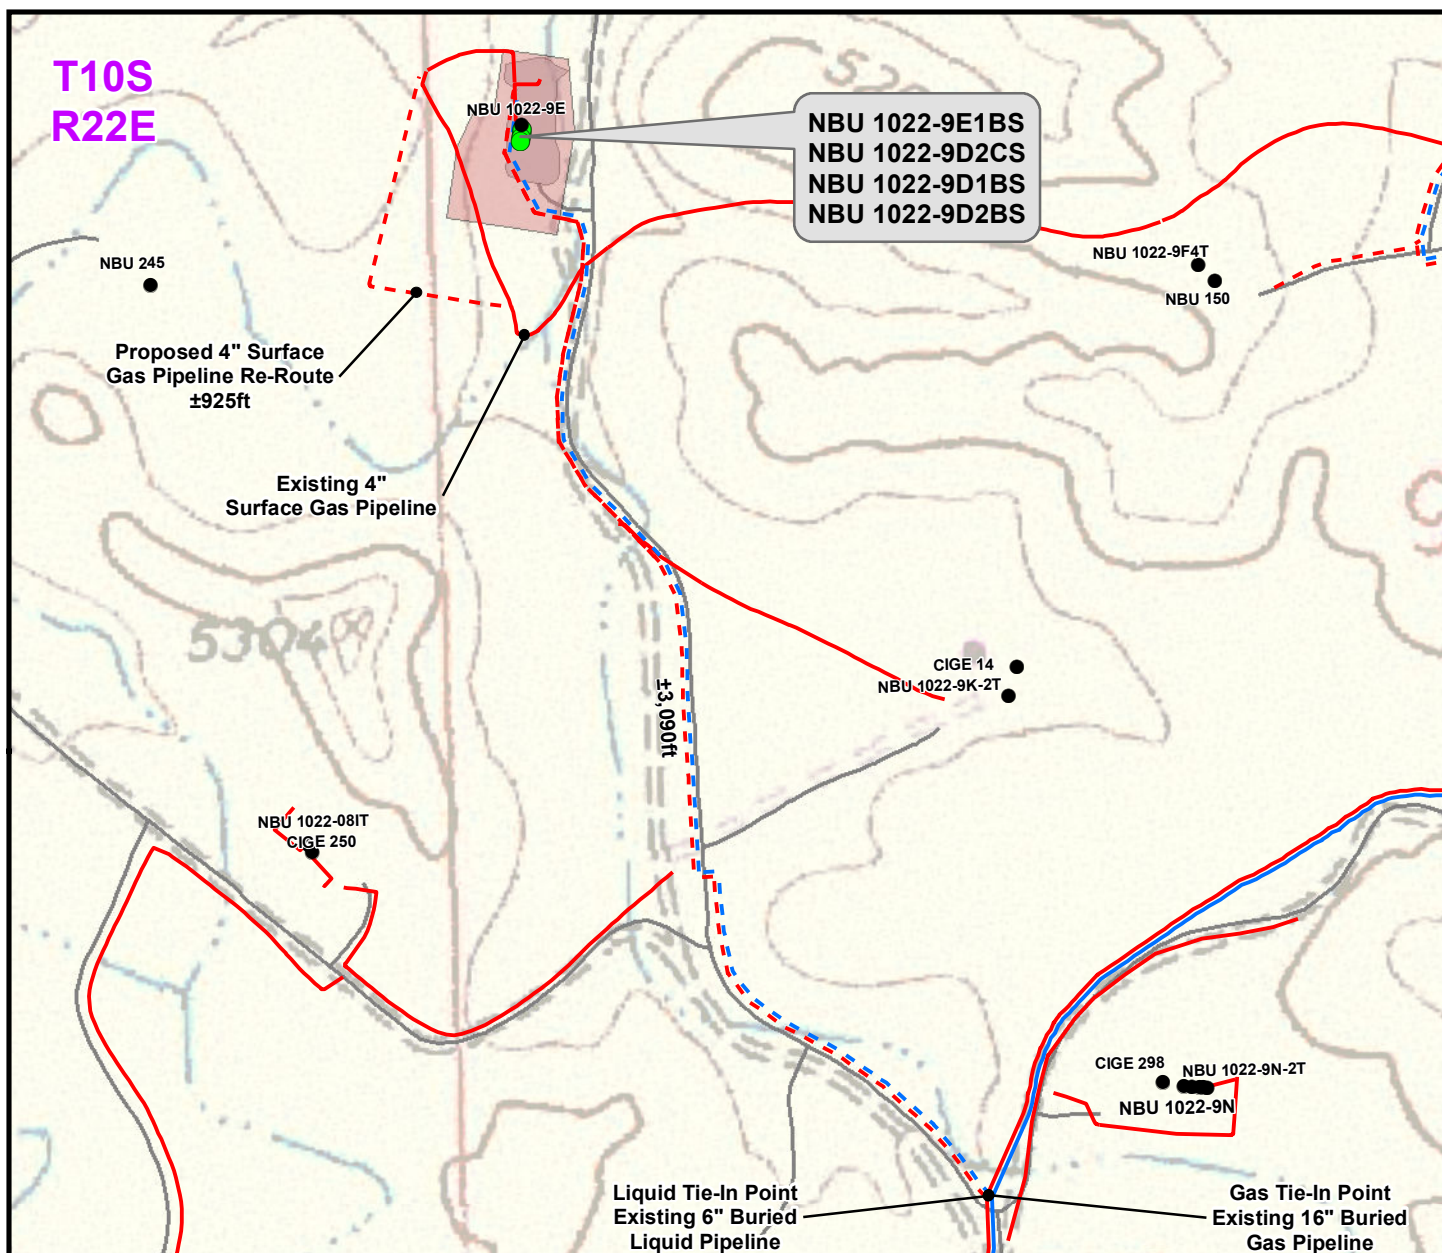 T10S
R22E
520
NBU 1022-9E
NBU 1022-9E1BS
NBU 1022-9D2CS
NBU 1022-9D1BS
NBU 1022-9D2BS
NBU 245
NBU 1022-9F4T
NBU 150
Proposed 4" Surface
Gas Pipeline Re-Route
±925ft
Existing 4"
Surface Gas Pipeline
9
5304
CIGE 14
NBU 1022-9K-2T
±3,090ft
NBU 1022-08IT
CIGE 250
CIGE 298
NBU 1022-9N-2T
NBU 1022-9N
Liquid Tie-In Point
Existing 6" Buried
Liquid Pipeline
Gas Tie-In Point
Existing 16" Buried
Gas Pipeline